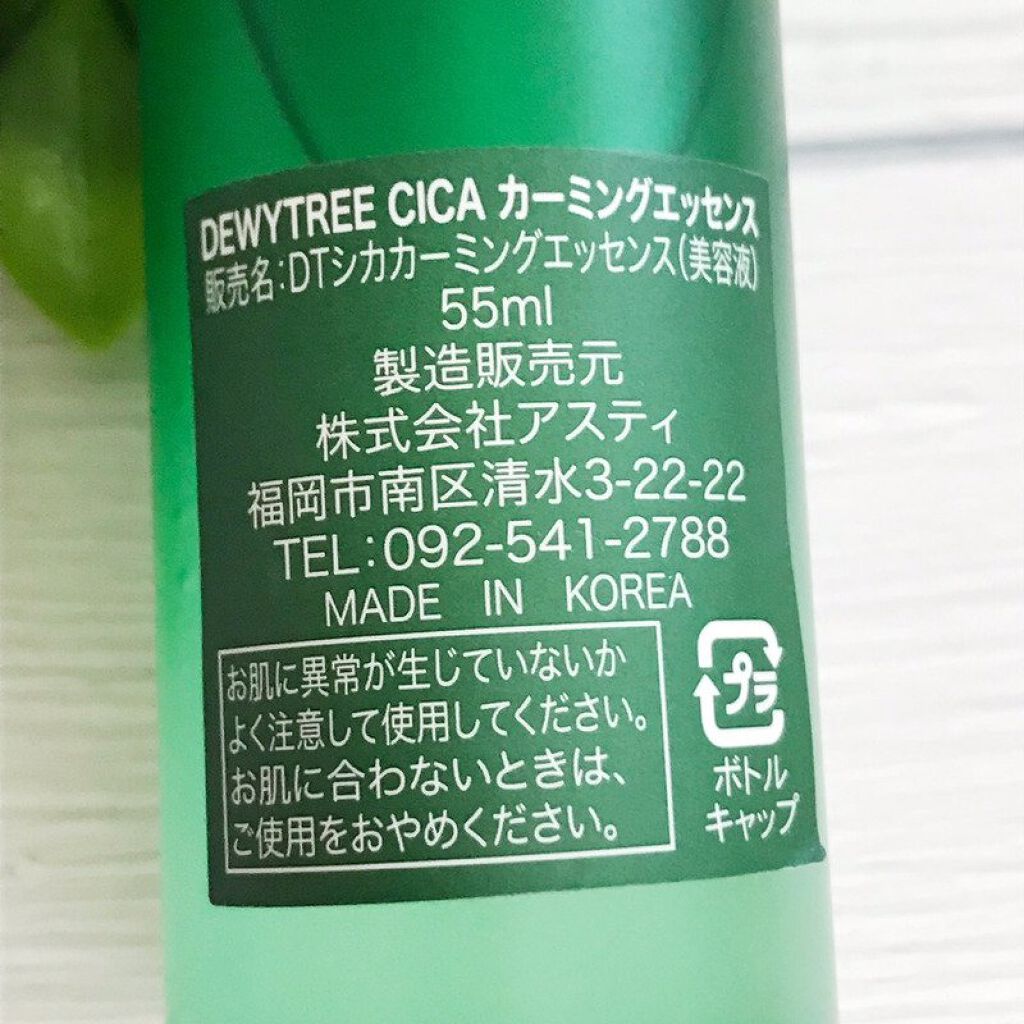 DEWYTREE CICA カーミングエッセンス
販売名:DTシカカーミングエッセンス(美容液)
55ml
製造販売元
株式会社アスティ
福岡市南区清水3-22-22
TEL:092-541-2788
MADE IN KOREA
お肌に異常が生じていないか
よく注意して使用してください。
お肌に合わないときは、
ご使用をおやめください。
プラ
ボトル
キャップ